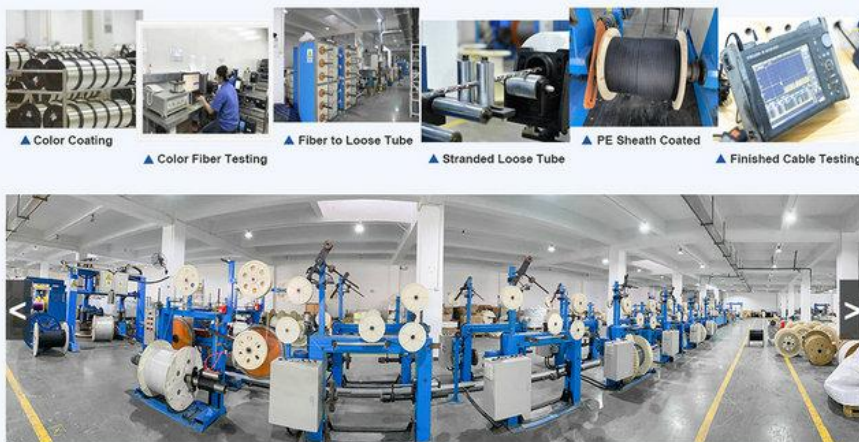 Color Coating
Color Fiber Testing
Fiber to Loose Tube
Stranded Loose Tube
PE Sheath Coated
Finished Cable Testing